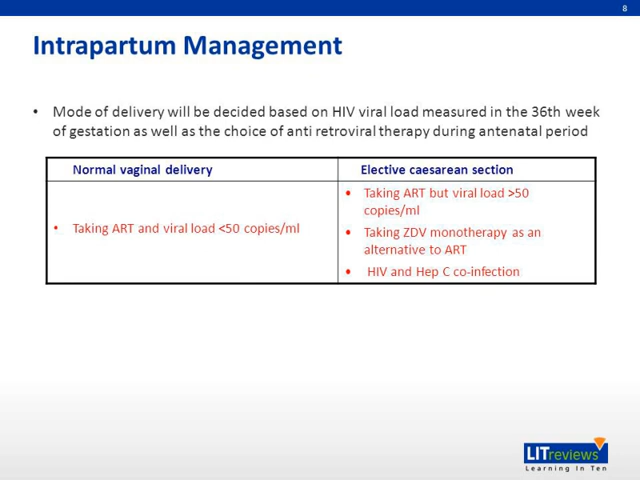 8
Intrapartum Management
• Mode of delivery will be decided based on HIV viral load measured in the 36th week
of gestation as well as the choice of anti retroviral therapy during antenatal period
Normal vaginal delivery
Elective caesarean section
• Taking ART and viral load <50 copies/ml
• Taking ART but viral load >50
copies/ml
• Taking ZDV monotherapy as an
alternative to ART
• HIV and Hep C co-infection
LITreviews
Learning In Ten